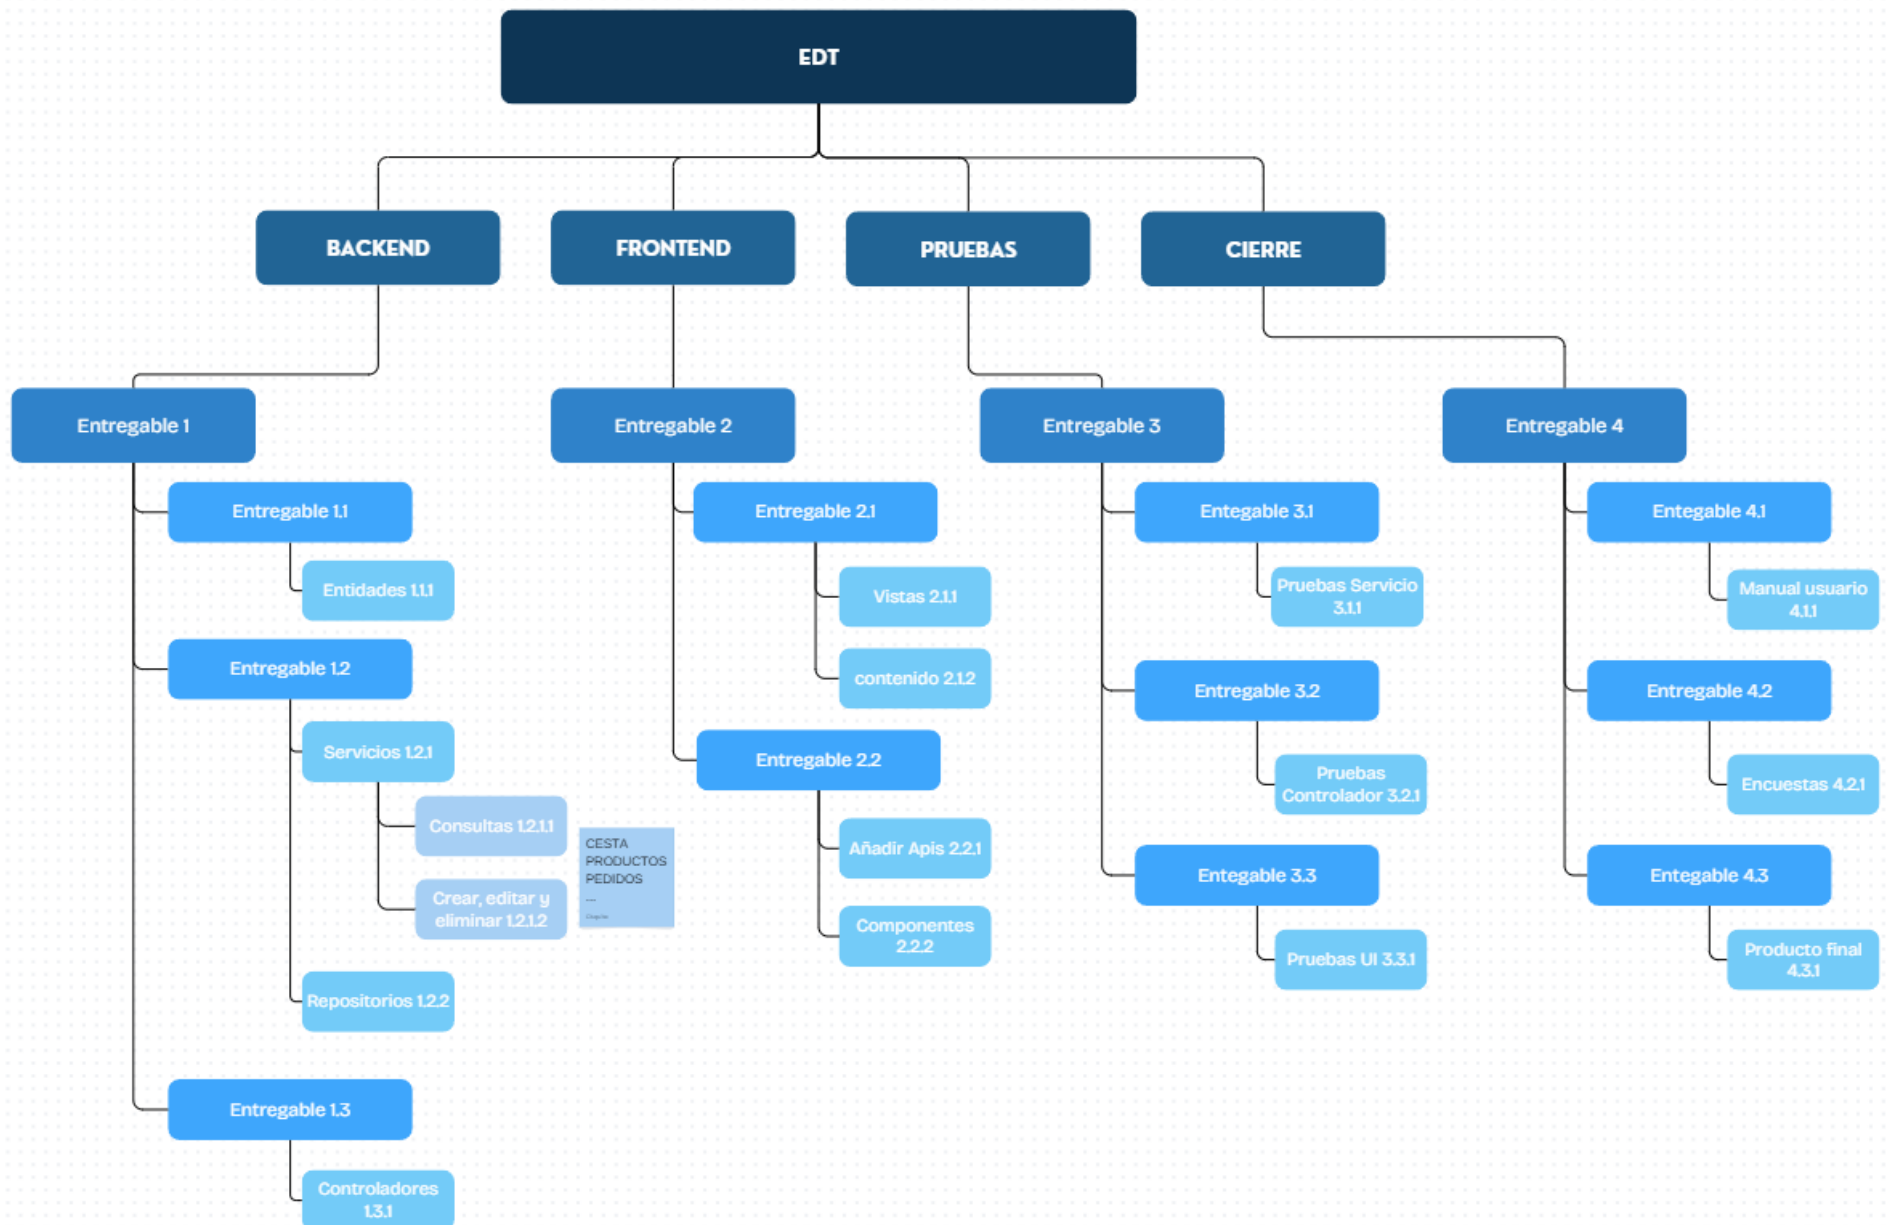 EDT
BACKEND
FRONTEND
PRUEBAS
CIERRE
Entregable 1
Entregable 2
Entregable 3
Entregable 4
Entregable 1.1
Entidades 1.1.1
Entregable 1.2
Servicios 1.2.1
Consultas 1.2.1.1
Crear, editar y
eliminar 1.2.1.2
CESTA
PRODUCTOS
PEDIDOS
Repositorios 1.2.2
Entregable 1.3
Controladores
1.3.1
Entregable 2.1
Vistas 2.1.1
contenido 2.1.2
Entregable 2.2
Añadir Apis 2.2.1
Componentes
2.2.2
Entegable 3.1
Pruebas Servicio
3.1.1
Entregable 3.2
Pruebas
Controlador 3.2.1
Entegable 3.3
Pruebas UI 3.3.1
Entegable 4.1
Manual usuario
4.1.1
Entregable 4.2
Encuestas 4.2.1
Entegable 4.3
Producto final
4.3.1